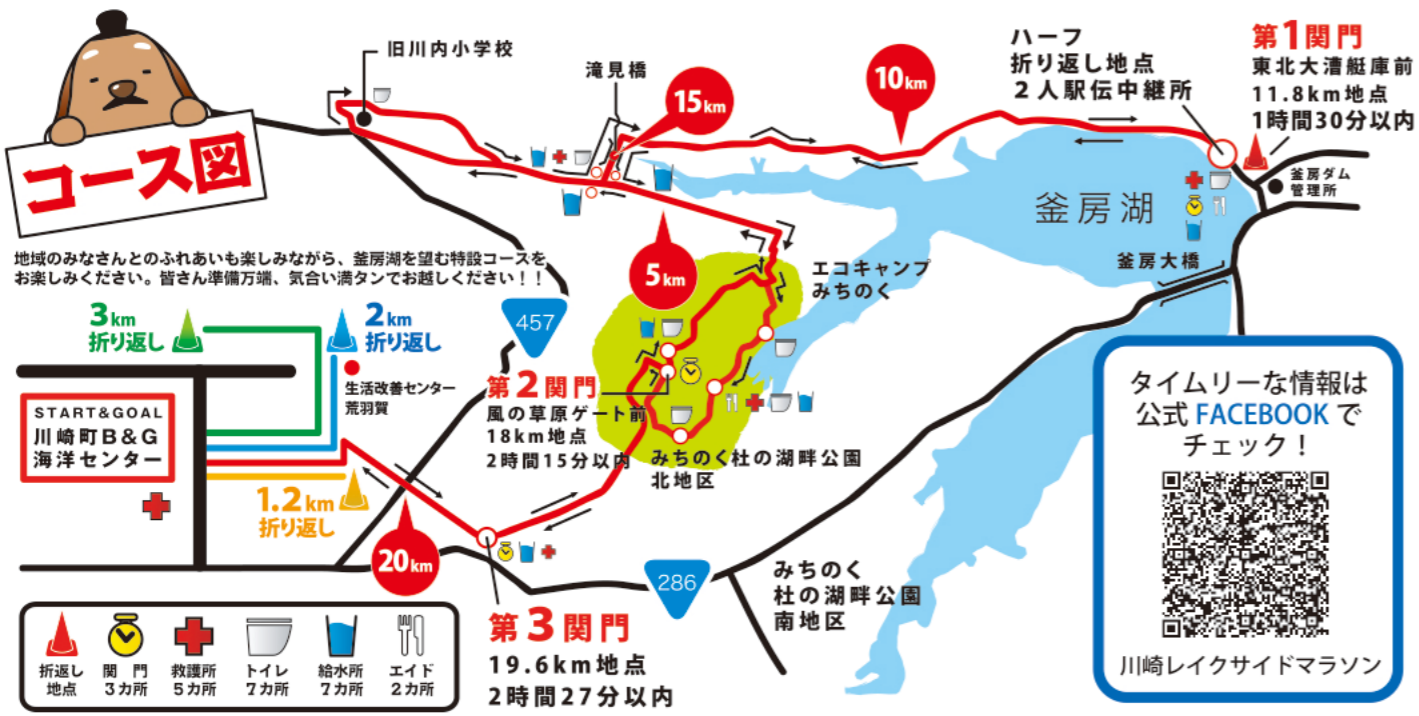 コース図
地域のみなさんとのふれあいも楽しみながら、釜房湖を望む特設コースを
お楽しみください。皆さん準備万端、気合い満タンでお越しください！！
旧川内小学校
滝見橋
15km
10km
5km
20km
ハーフ
折り返し地点
2人駅伝中継所
第1関門
東北大漕艇庫前
11.8km地点
1時間30分以内
釜房ダム
管理所
釜房湖
釜房大橋
エコキャンプ
みちのく
457
3km
折り返し
2km
折り返し
生活改善センター
荒羽賀
START&GOAL
川崎町B&G
海洋センター
1.2km
折り返し
第2関門
風の草原ゲート前
18km地点
2時間15分以内
みちのく杜の湖畔公園
北地区
286
みちのく
杜の湖畔公園
南地区
第3関門
19.6km地点
2時間27分以内
折返し
地点
関門
3カ所
救護所
5カ所
トイレ
7カ所
給水所
7カ所
エイド
2カ所
タイムリーな情報は
公式 FACEBOOK で
チェック！
川崎レイクサイドマラソン